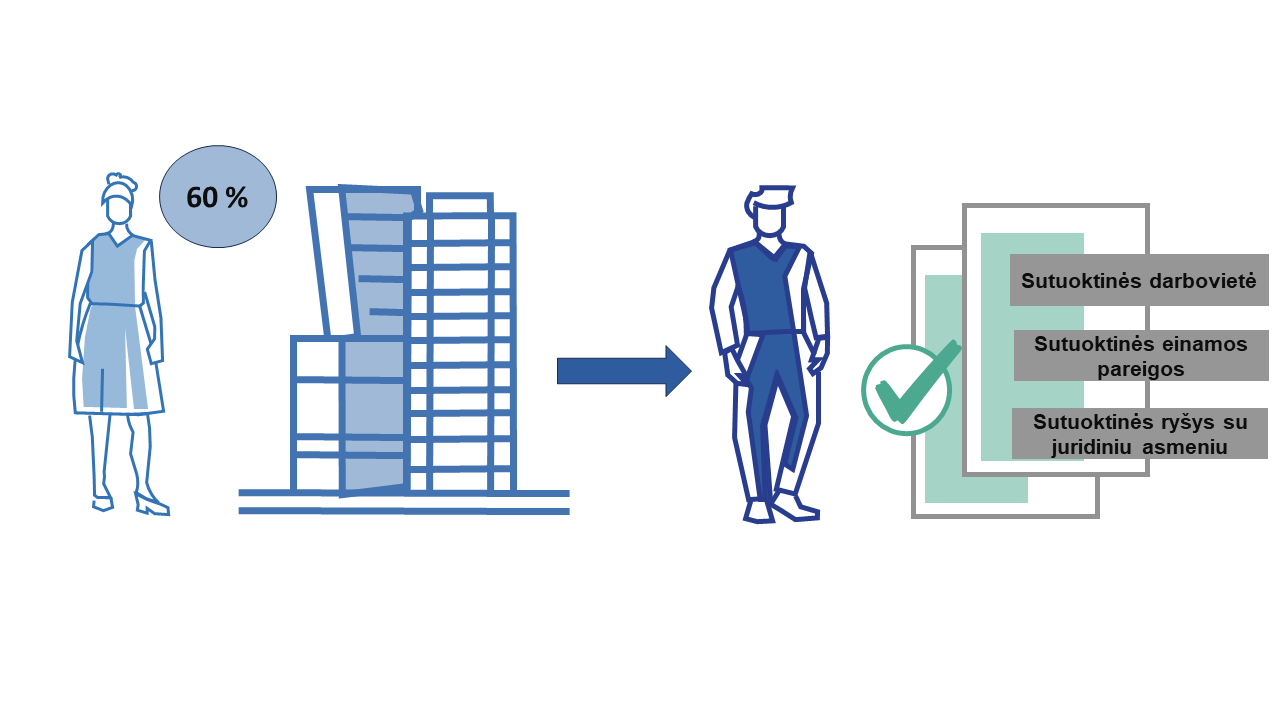 60 %
Sutuoktinės darbovietė
Sutuoktinės einamos
pareigos
Sutuoktinės ryšys su
juridiniu asmeniu